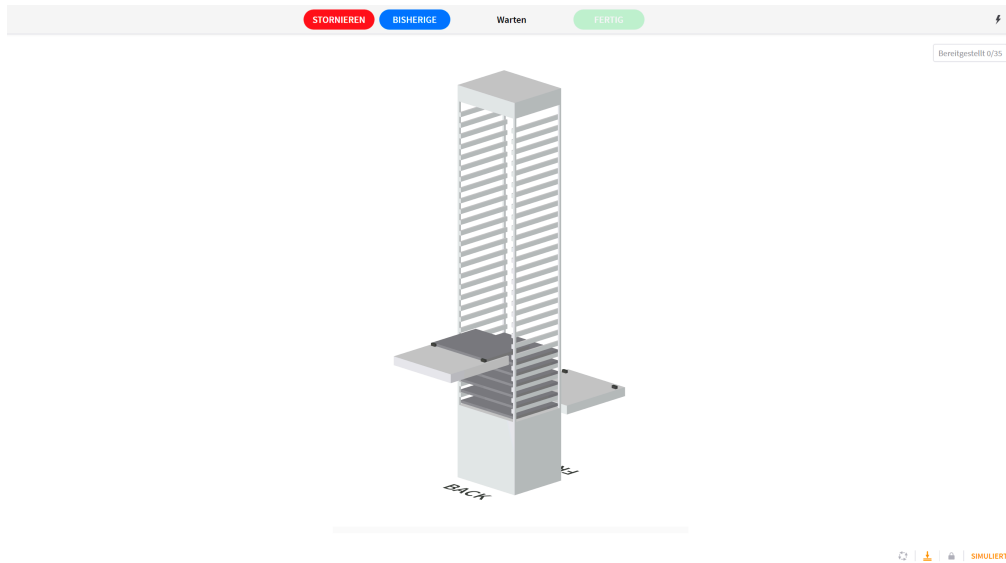 STORNIEREN BISHERIGE Warten FERTIG
Bereitgestellt 0/35
BACK
SIMULIERT